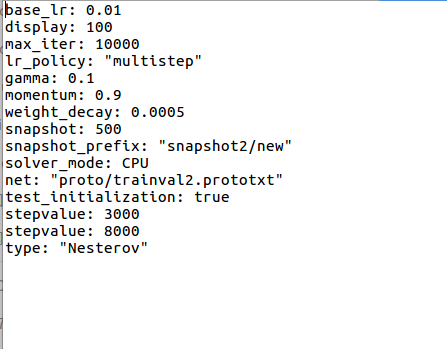 base_lr: 0.01
display: 100
max_iter: 10000
lr_policy: "multistep"
gamma: 0.1
momentum: 0.9
weight_decay: 0.0005
snapshot: 500
snapshot_prefix: "snapshot2/new"
solver_mode: CPU
net: "proto/trainval2.prototxt"
test_initialization: true
stepvalue: 3000
stepvalue: 8000
type: "Nesterov"